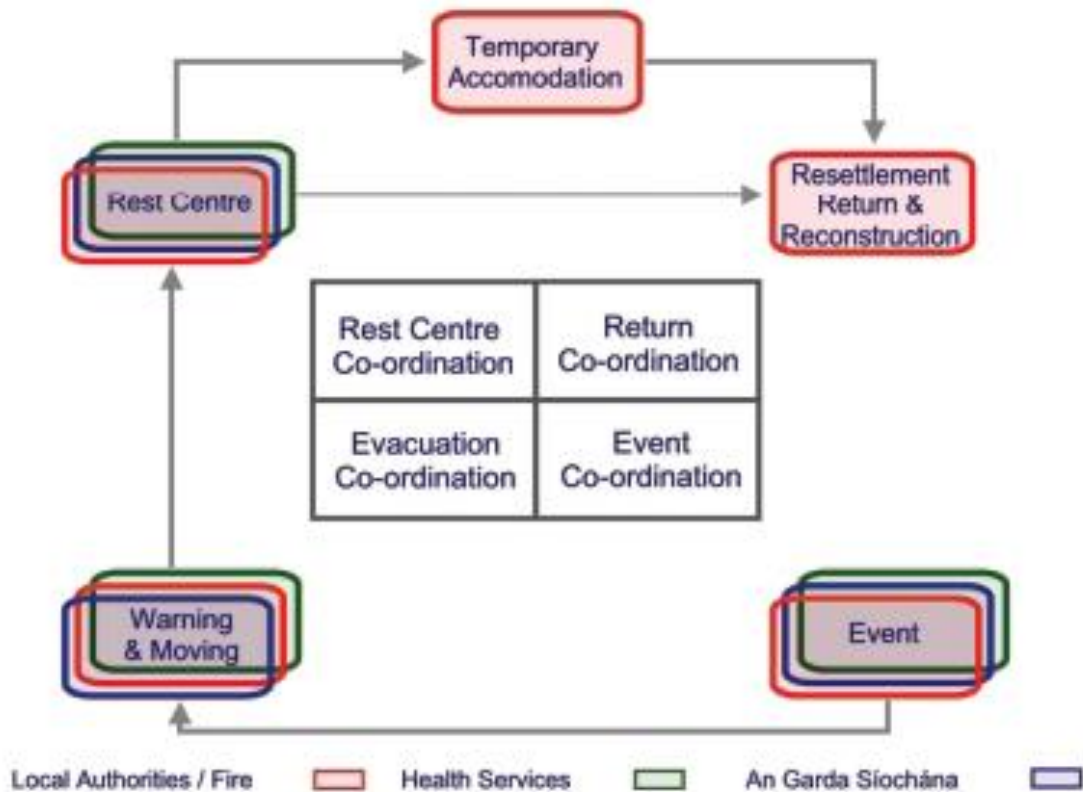 Temporary
Accomodation
Rest Centre
Resettlement
Return &
Reconstruction
Rest Centre
Co-ordination
Return
Co-ordination
Evacuation
Co-ordination
Event
Co-ordination
Warning
& Moving
Event
Local Authorities / Fire
Health Services
An Garda Síochána